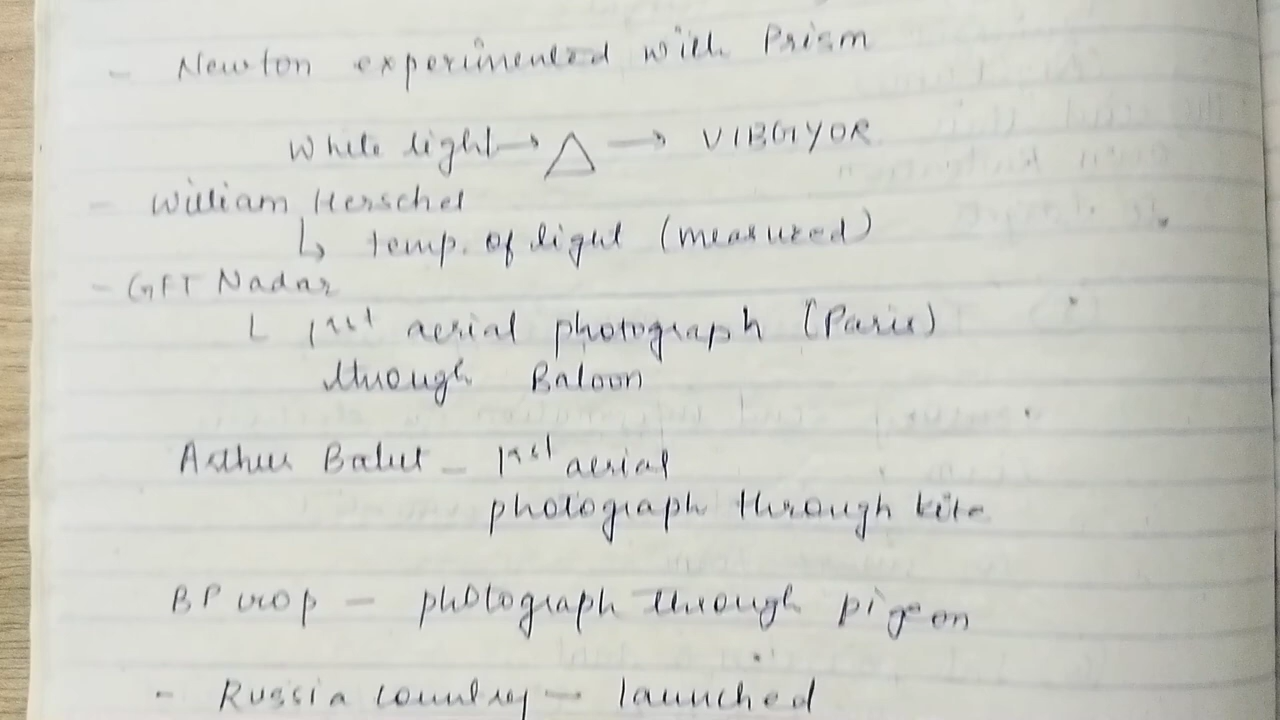 - Newton experimented with Prism
White light → △ → VIBGYOR
- William Herschel
↳ temp. of light (measured)
- GFT Nadar
└ 1st aerial photograph (Paris)
through Baloon
Arthur Batut - 1st aerial
photograph through kite
BP - photograph through pigeon
- Russia country - launched